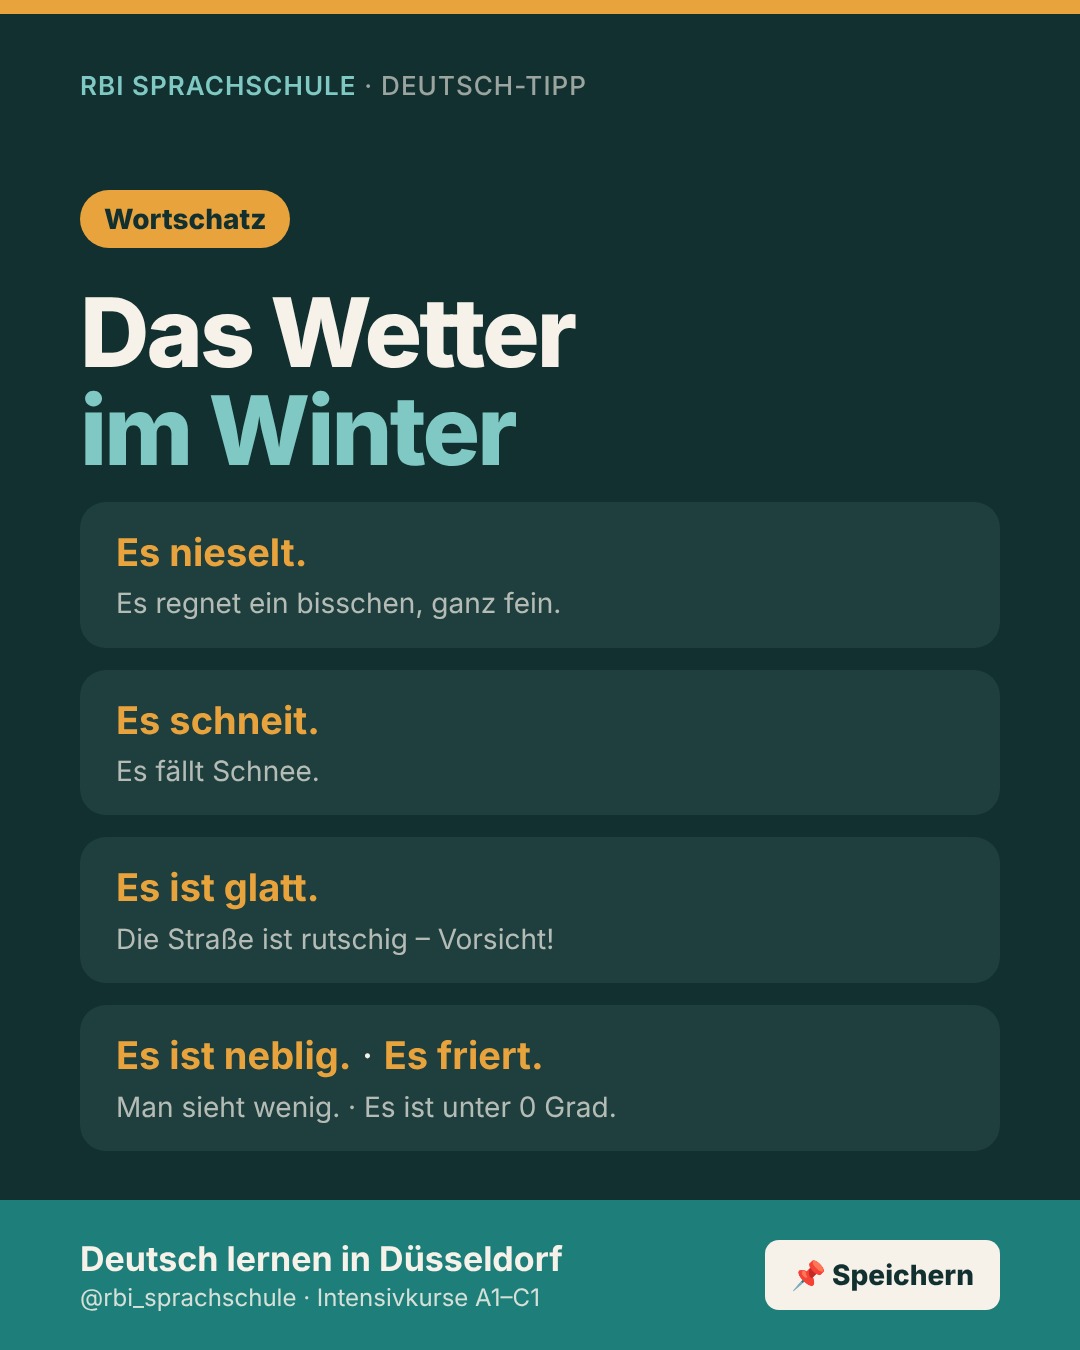 RBI SPRACHSCHULE · DEUTSCH-TIPP
Wortschatz
Das Wetter
im Winter
Es nieselt.
Es regnet ein bisschen, ganz fein.
Es schneit.
Es fällt Schnee.
Es ist glatt.
Die Straße ist rutschig – Vorsicht!
Es ist neblig. · Es friert.
Man sieht wenig. · Es ist unter 0 Grad.
Deutsch lernen in Düsseldorf
@rbi_sprachschule · Intensivkurse A1–C1
📌 Speichern